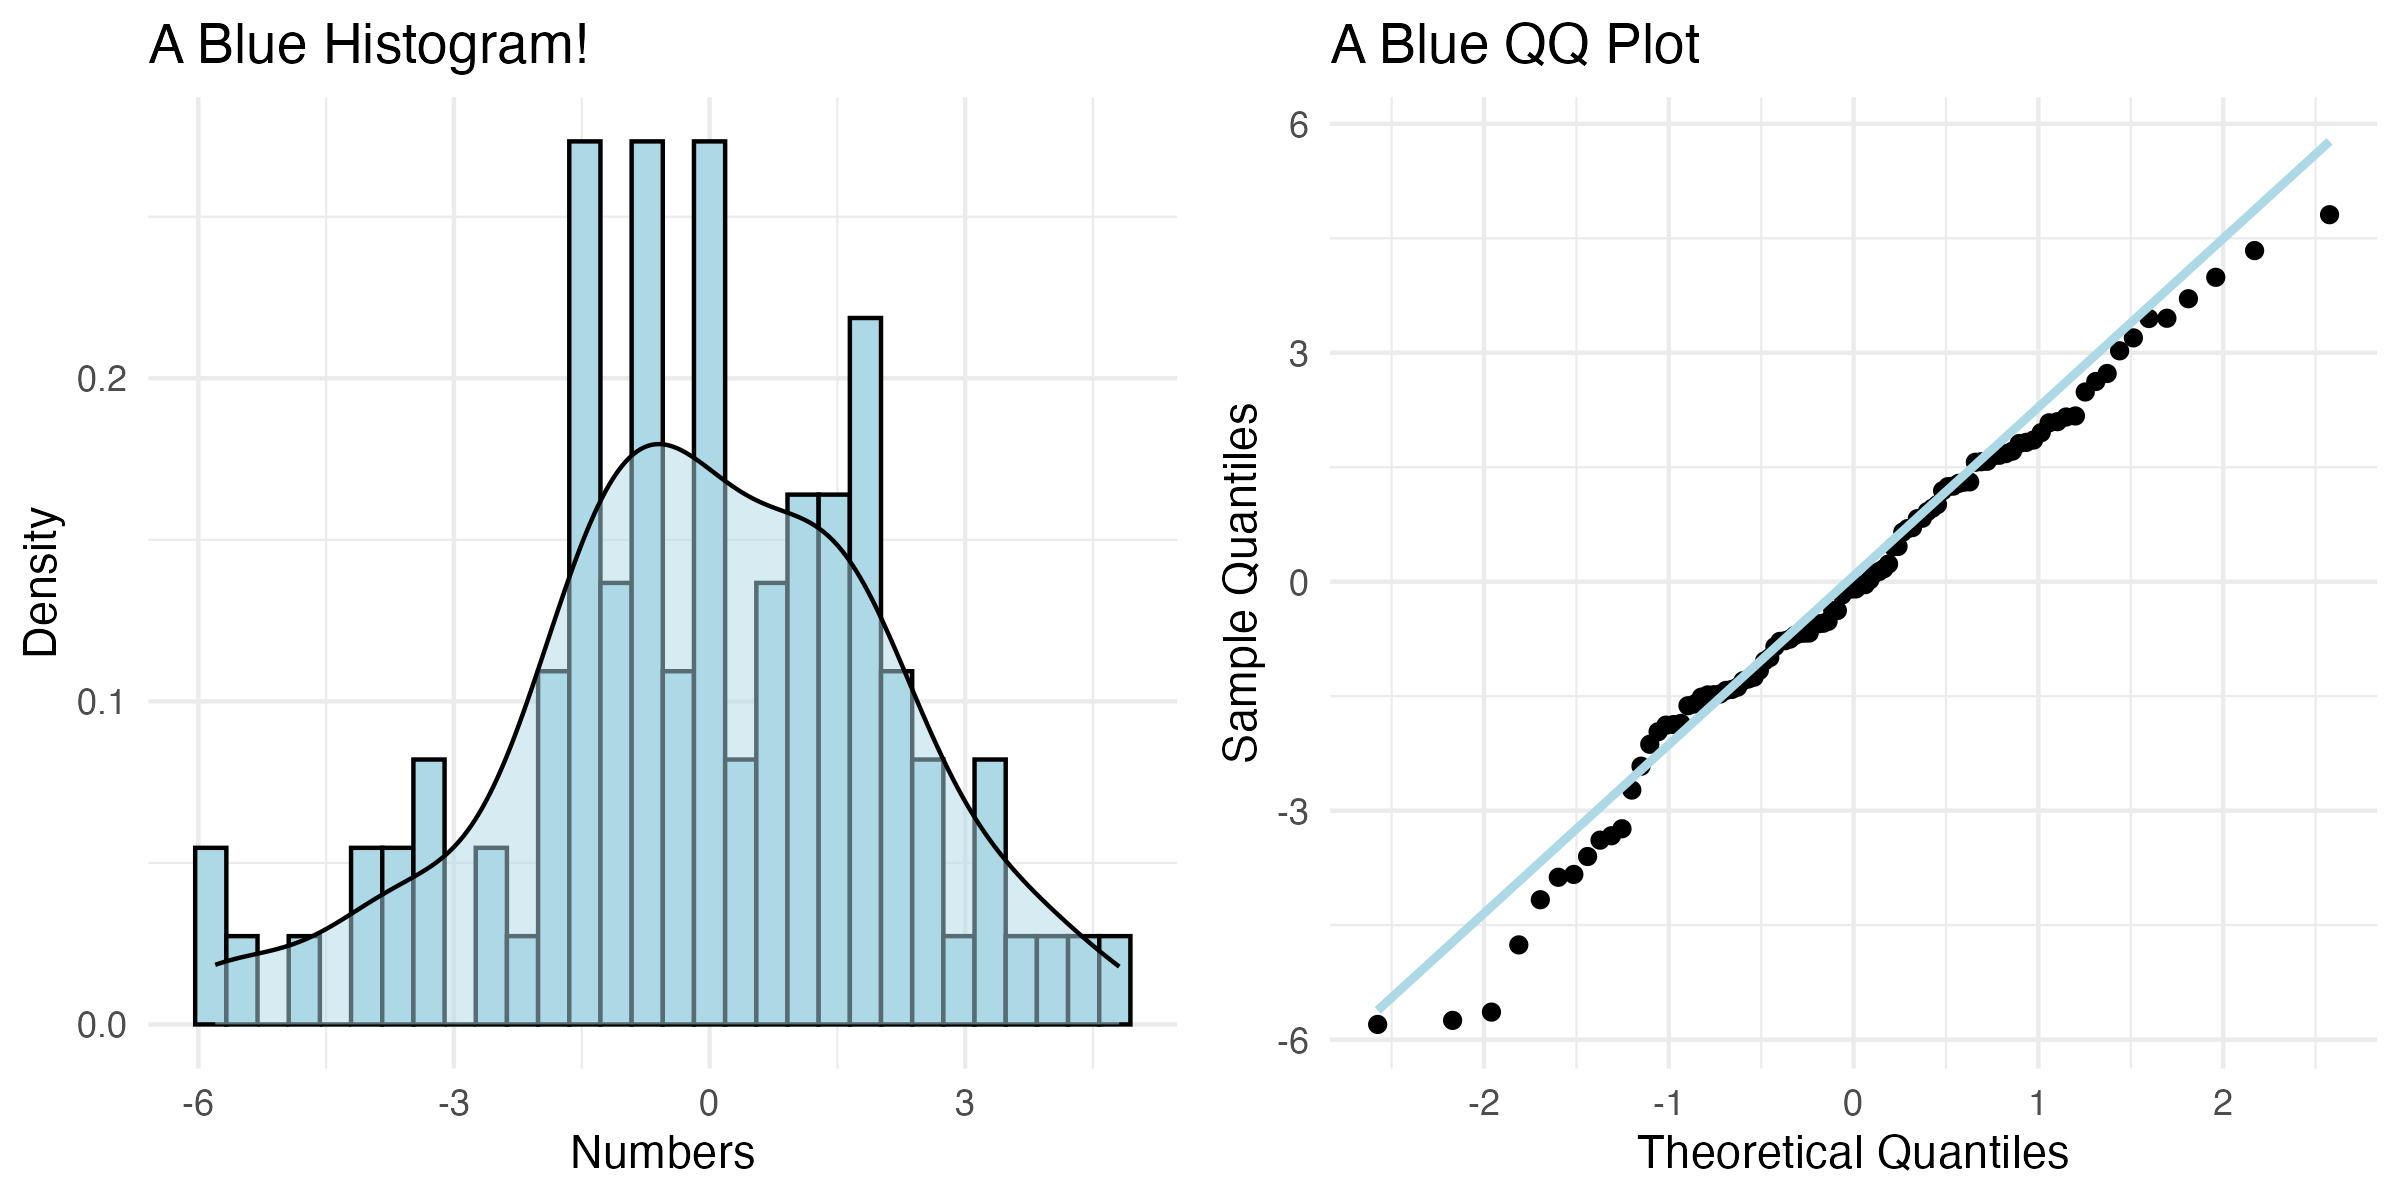 A Blue Histogram!
Density
0.2
0.1
0.0
-6 -3 0 3
Numbers
A Blue QQ Plot
Sample Quantiles
6
3
0
-3
-6
-2 -1 0 1 2
Theoretical Quantiles